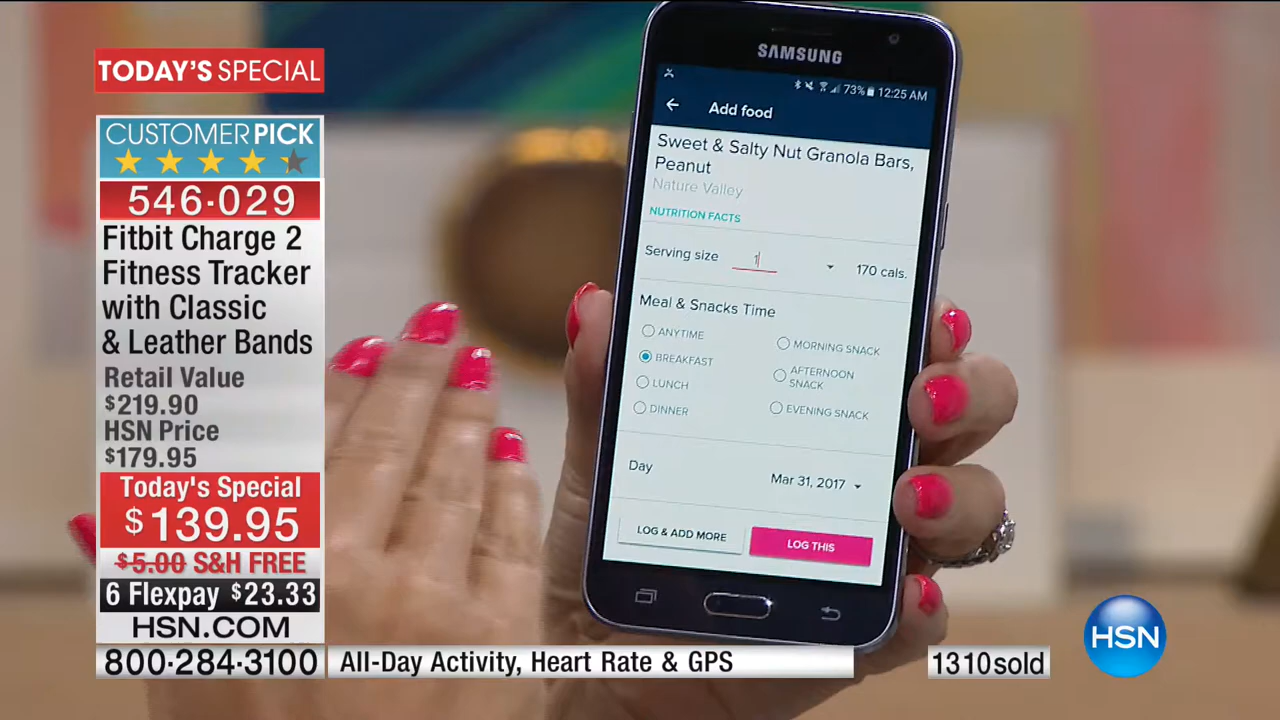 TODAY'S SPECIAL
CUSTOMER PICK
546-029
Fitbit Charge 2
Fitness Tracker
with Classic
& Leather Bands
Retail Value
$219.90
HSN Price
$179.95
Today's Special
$139.95
$5.00 S&H FREE
6 Flexpay $23.33
HSN.COM
800·284·3100
All-Day Activity, Heart Rate & GPS
1310 sold
HSN
SAMSUNG
73% 12:25 AM
Add food
Sweet & Salty Nut Granola Bars,
Peanut
Nature Valley
NUTRITION FACTS
Serving size 1 170 cals.
Meal & Snacks Time
ANYTIME
MORNING SNACK
BREAKFAST
AFTERNOON
SNACK
LUNCH
DINNER
EVENING SNACK
Day
Mar 31, 2017
LOG & ADD MORE
LOG THIS